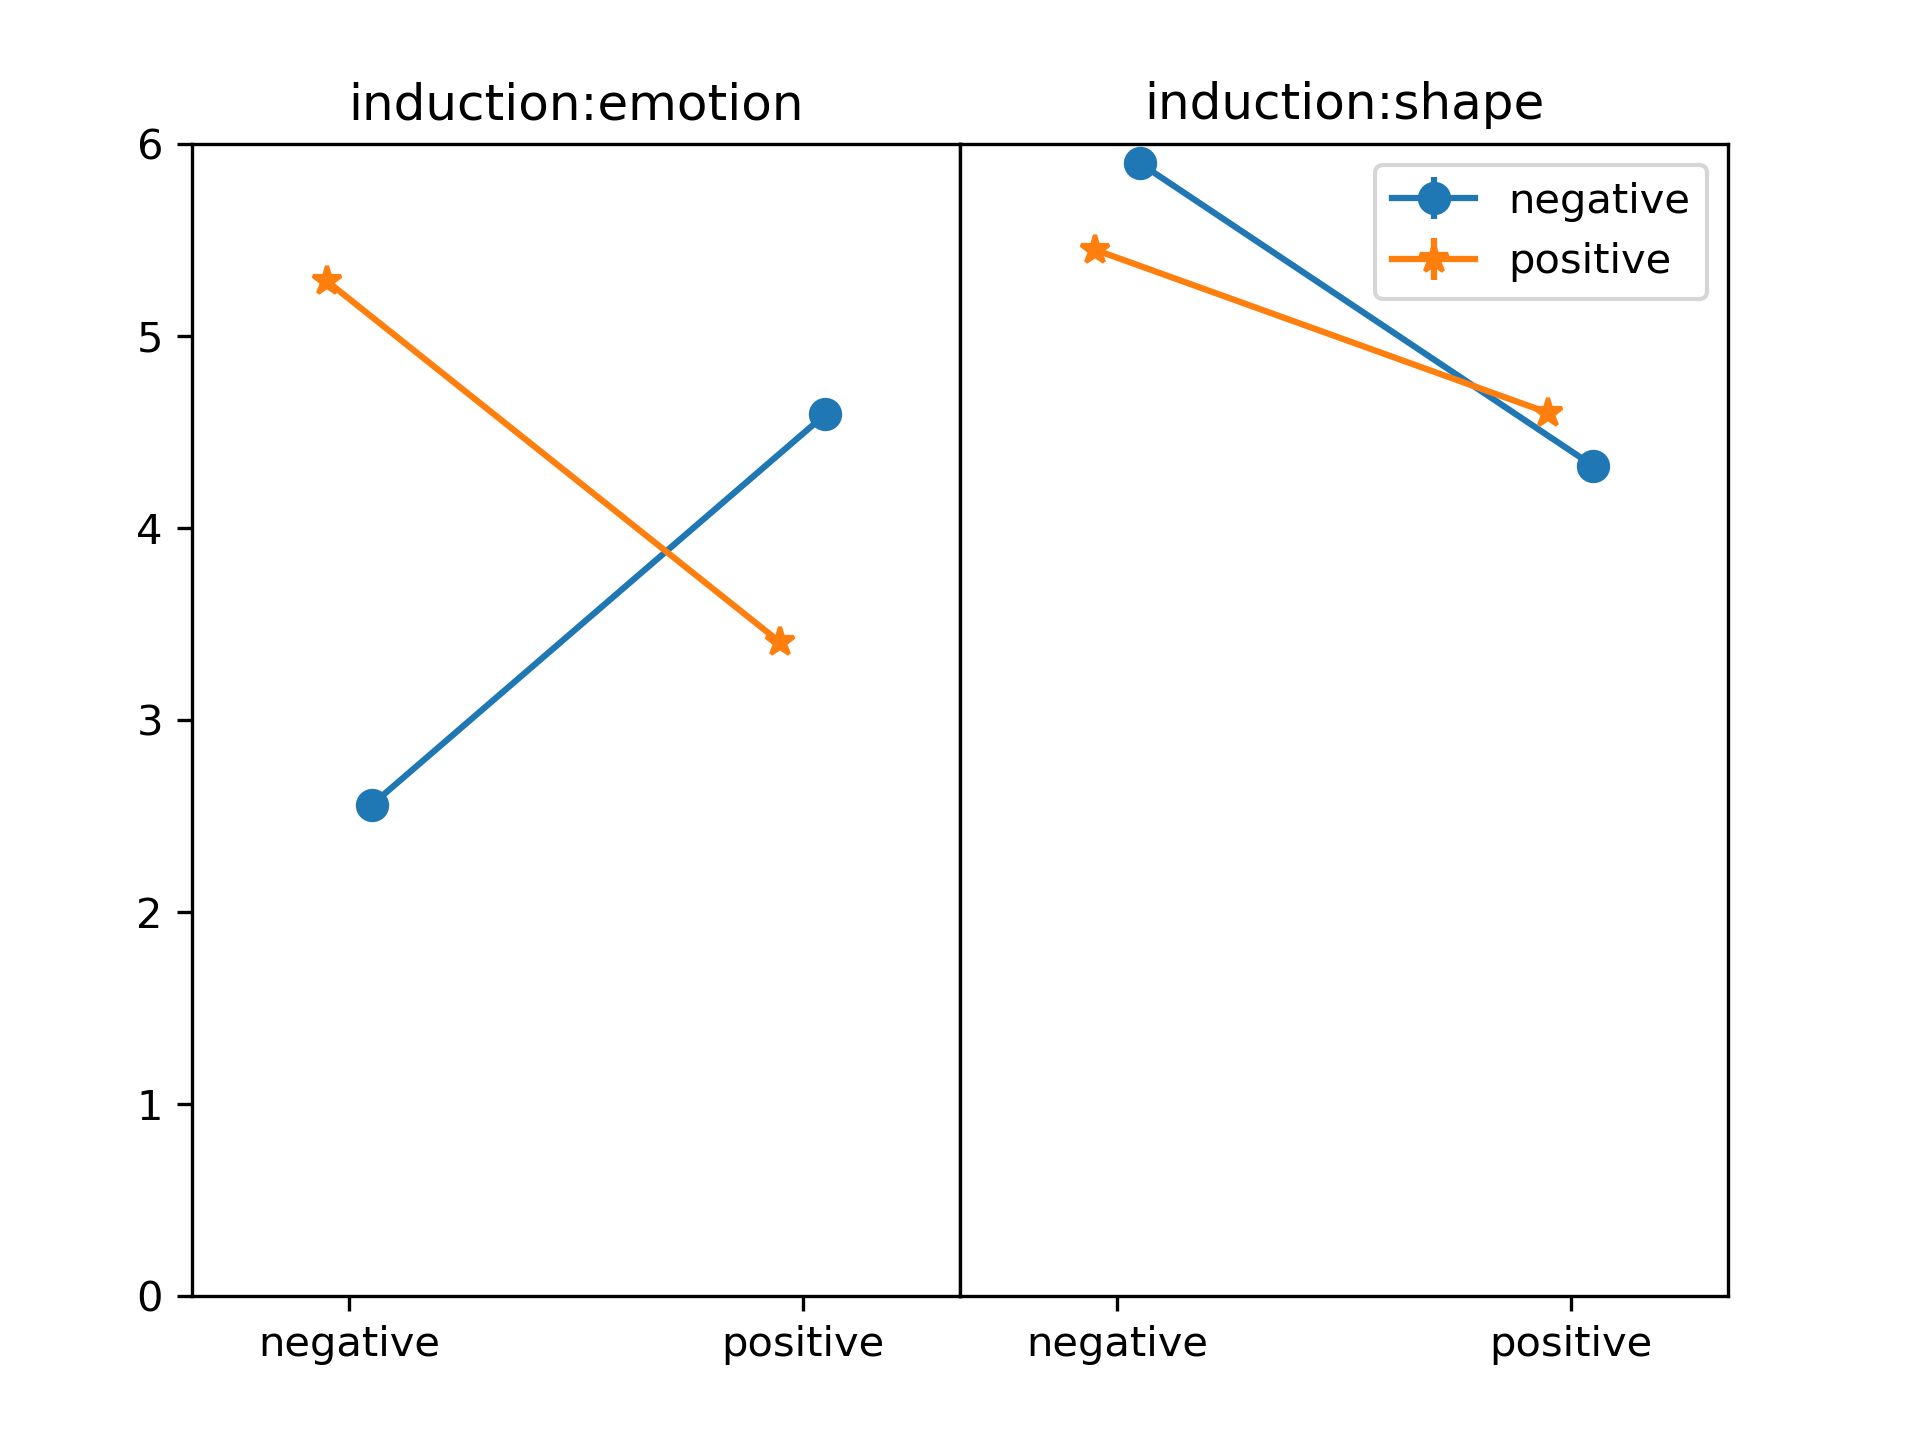 induction:emotion
induction:shape
6
5
4
3
2
1
0
negative
positive
negative
positive
negative
positive